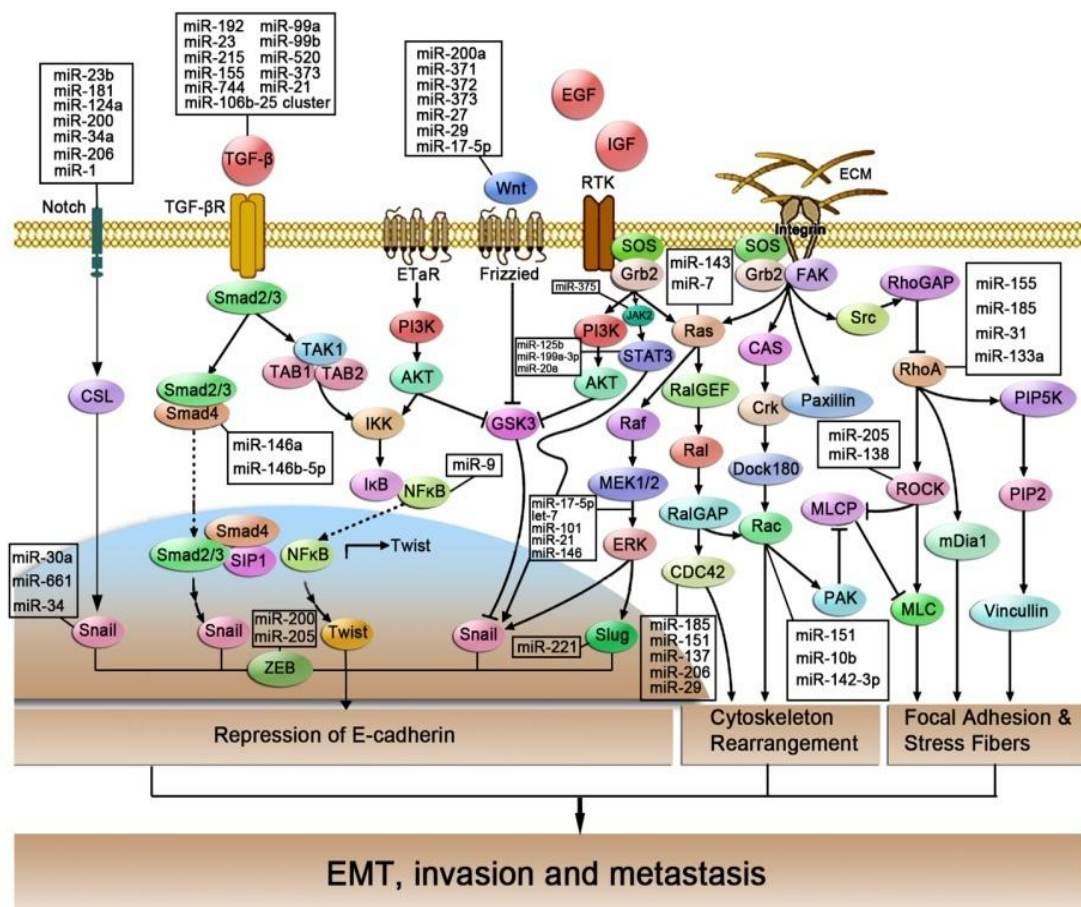 miR-192 miR-99a
miR-23 miR-99b
miR-215 miR-520
miR-155 miR-373
miR-744 miR-21
miR-106b-25 cluster
miR-23b
miR-181
miR-124a
miR-200
miR-34a
miR-206
miR-1
miR-200a
miR-371
miR-372
miR-373
miR-27
miR-29
miR-17-5p
EGF
IGF
TGF-β
Wnt
RTK
ECM
Notch
TGF-βR
Integrin
SOS
Grb2
SOS
Grb2
FAK
ETaR
Frizzied
miR-143
miR-7
RhoGAP
miR-155
miR-185
miR-31
miR-133a
Smad2/3
miR-375
JAK2
PI3K
PI3K
Ras
Src
TAK1
TAB1
TAB2
miR-125b
miR-199a-3p
miR-20a
STAT3
CAS
RhoA
Smad2/3
Smad4
AKT
AKT
RalGEF
CSL
PIP5K
Crk
Paxillin
IKK
GSK3
Raf
miR-146a
miR-146b-5p
Ral
miR-205
miR-138
Dock180
miR-9
IκB
NFκB
MEK1/2
ROCK
PIP2
miR-17-5p
let-7
miR-101
miR-21
miR-146
RalGAP
Rac
MLCP
Smad4
Smad2/3
SIP1
NFκB
Twist
ERK
mDia1
CDC42
miR-30a
miR-661
miR-34
PAK
MLC
Vincullin
Snail
Snail
miR-200
miR-205
Twist
ZEB
Snail
miR-221
Slug
miR-185
miR-151
miR-137
miR-206
miR-29
miR-151
miR-10b
miR-142-3p
Repression of E-cadherin
Cytoskeleton
Rearrangement
Focal Adhesion &
Stress Fibers
EMT, invasion and metastasis